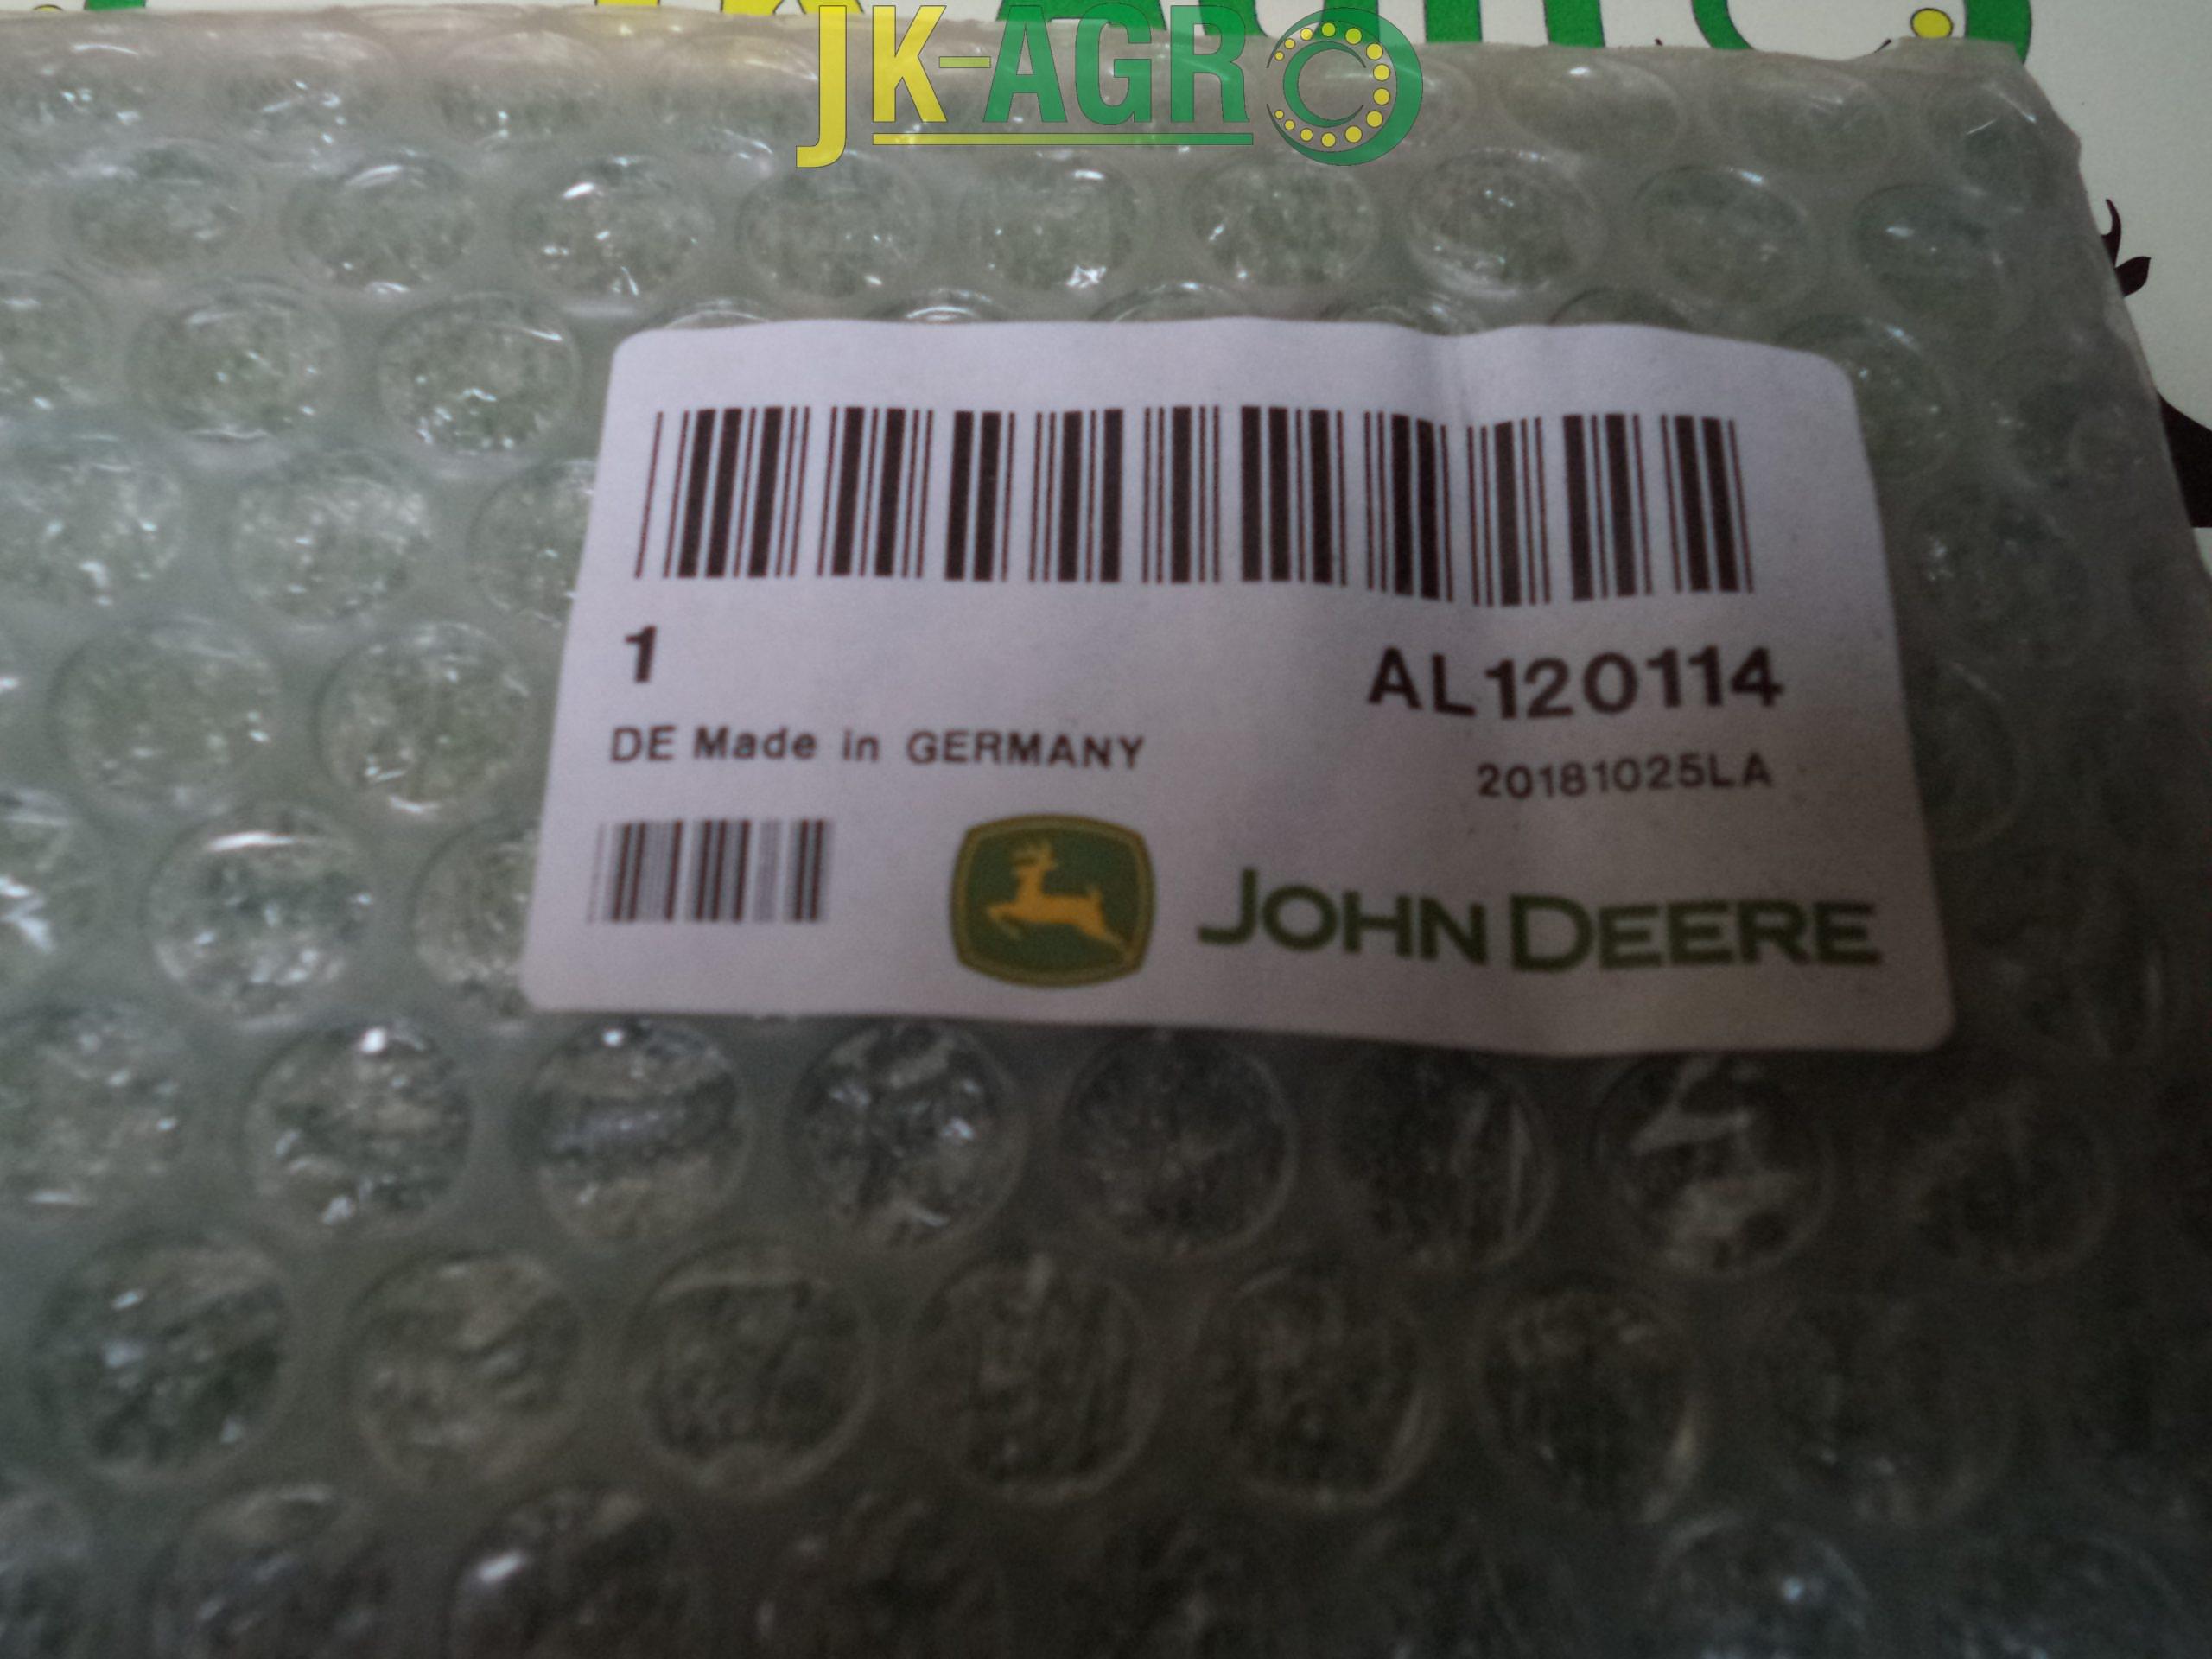 JK-AGRO
1
AL120114
DE Made in GERMANY
20181025LA
JOHN DEERE